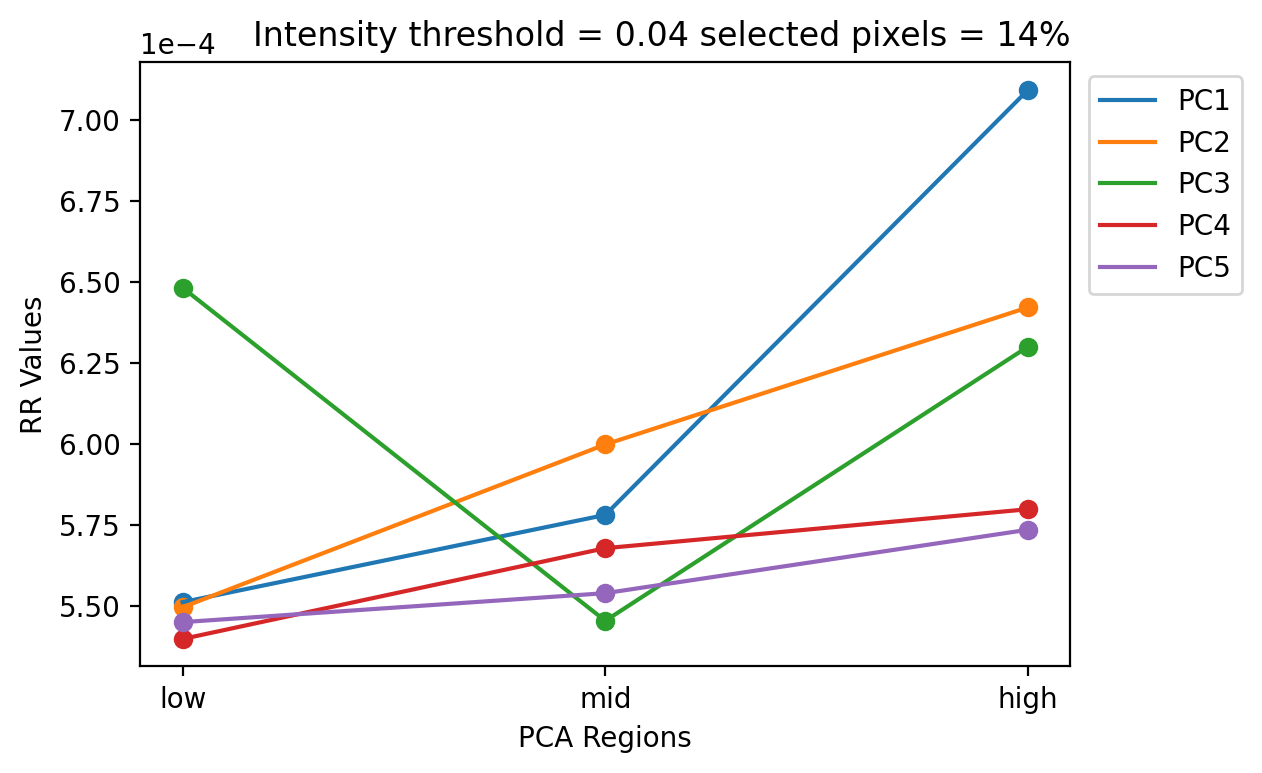 1e−4 Intensity threshold = 0.04 selected pixels = 14%
7.00
6.75
6.50
6.25
6.00
5.75
5.50
RR Values
low mid high
PCA Regions
PC1
PC2
PC3
PC4
PC5